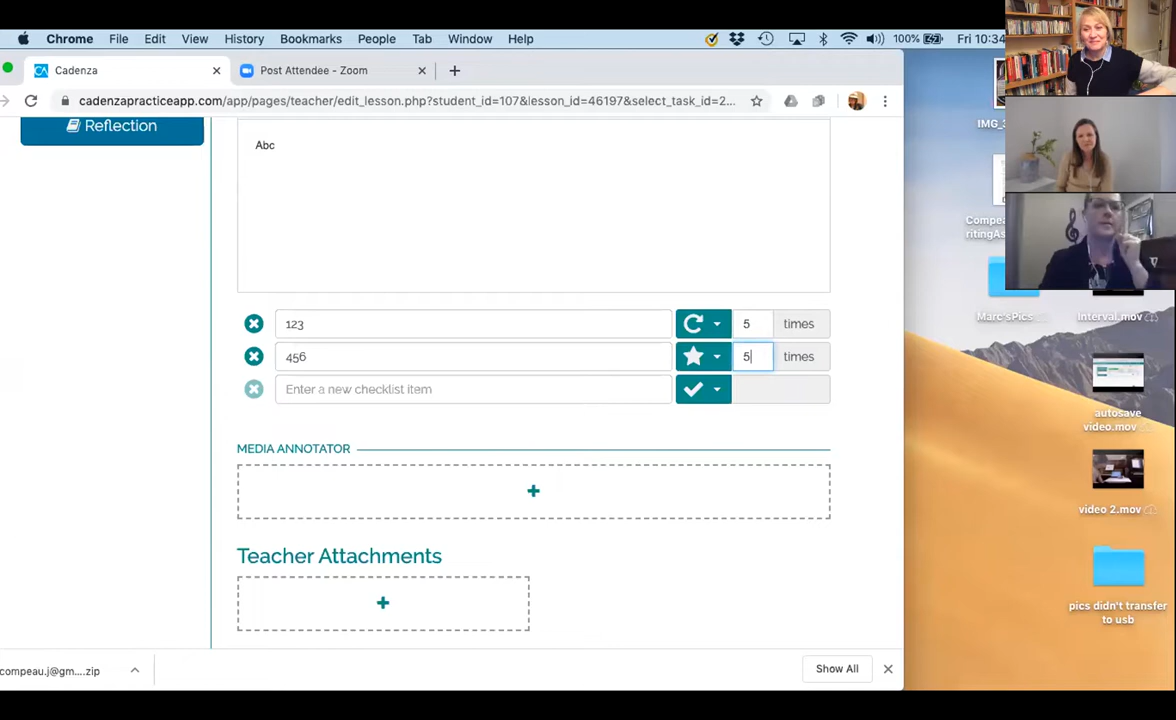 Chrome File Edit View History Bookmarks People Tab Window Help
100%
Fri 10:34
Cadenza
Post Attendee - Zoom
cadenzapracticeapp.com/app/pages/teacher/edit_lesson.php?student_id=107&lesson_id=46197&select_task_id=2...
Reflection
Abc
123
5
times
456
5
times
Enter a new checklist item
MEDIA ANNOTATOR
Teacher Attachments
compeau.j@gm....zip
Show All
IMG_3
Compea
ritingAs
Marc'sPics
Interval.mov
autosave
video.mov
video 2.mov
pics didn't transfer
to usb